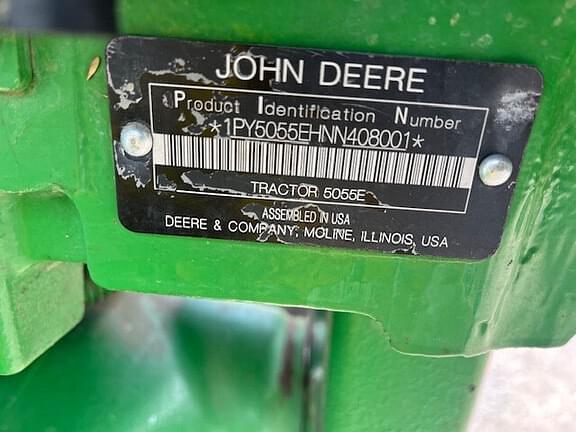 JOHN DEERE
Product Identification Number
*1PY5055EHNN408001*
TRACTOR 5055E
ASSEMBLED IN USA
DEERE & COMPANY, MOLINE, ILLINOIS, USA